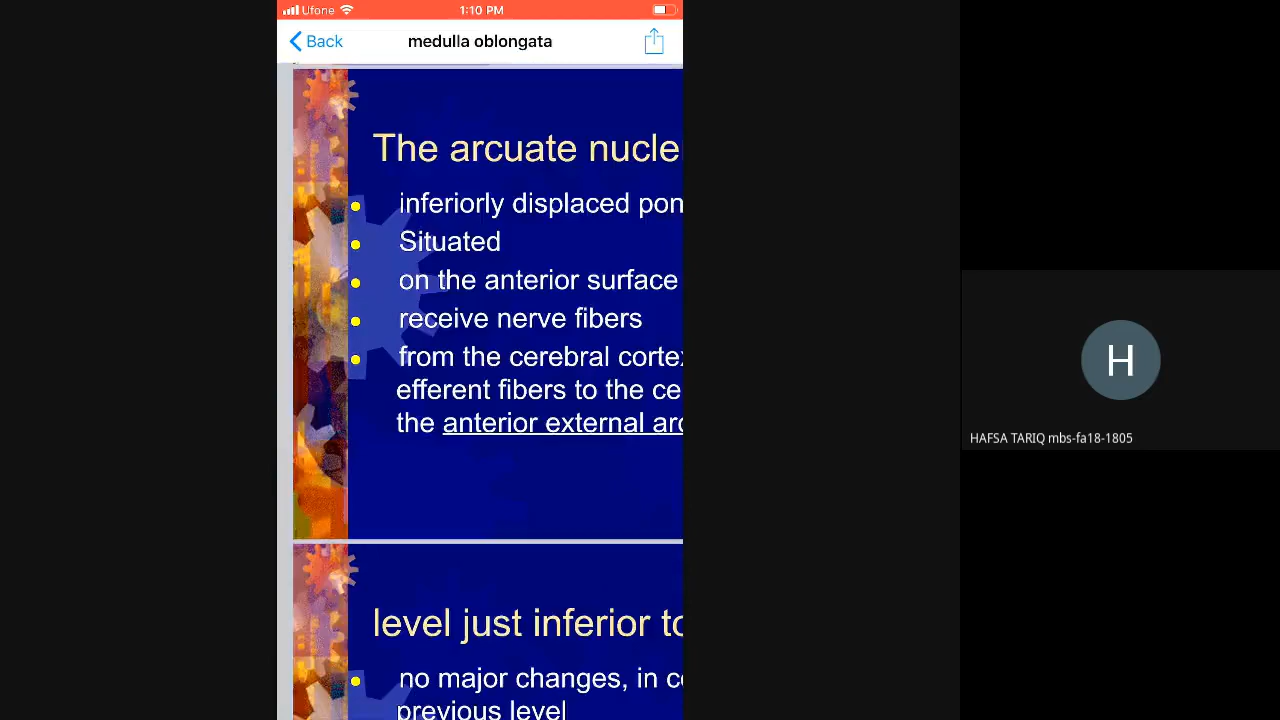 Ufone
1:10 PM
Back
medulla oblongata
The arcuate nucle
inferiorly displaced pon
Situated
on the anterior surface
receive nerve fibers
from the cerebral corte
efferent fibers to the ce
the anterior external arc
level just inferior to
no major changes, in c
previous level
H
HAFSA TARIQ mbs-fa18-1805